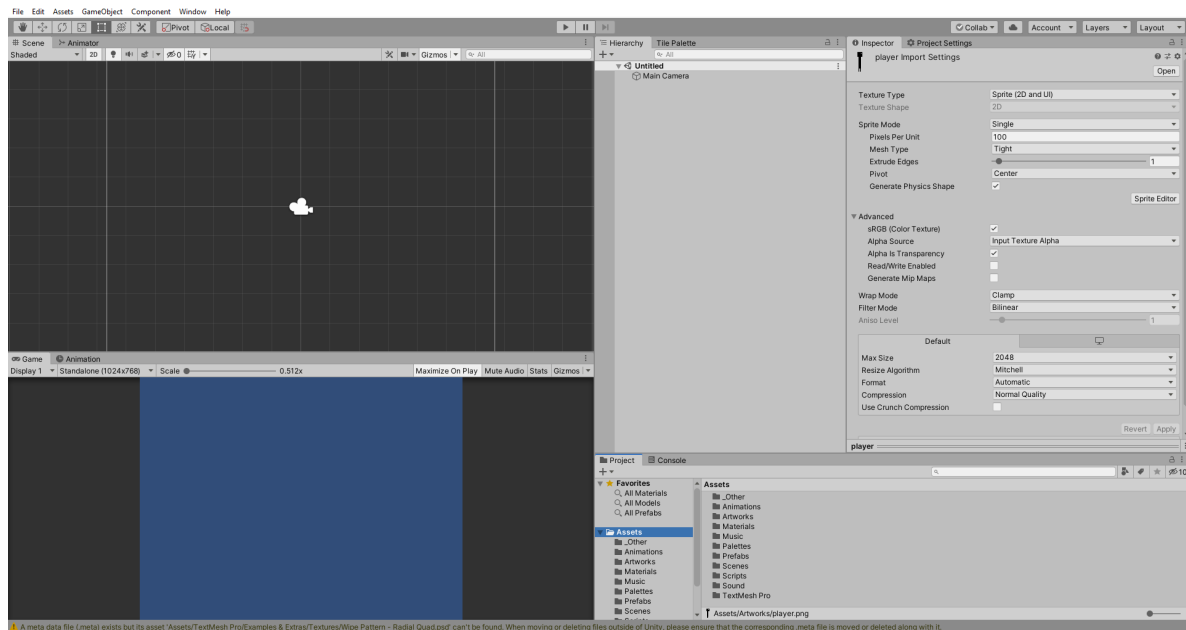 File Edit Assets GameObject Component Window Help
Pivot Local Collab Account Layers Layout
Scene Animator
Shaded 2D 0 Gizmos All
Game Animation
Display 1 Standalone (1024x768) Scale 0.512x Maximize On Play Mute Audio Stats Gizmos
Hierarchy Tile Palette
All
Untitled
Main Camera
Inspector Project Settings
player Import Settings
Open
Texture Type Sprite (2D and UI)
Texture Shape 2D
Sprite Mode Single
Pixels Per Unit 100
Mesh Type Tight
Extrude Edges 1
Pivot Center
Generate Physics Shape
Sprite Editor
Advanced
sRGB (Color Texture)
Alpha Source Input Texture Alpha
Alpha Is Transparency
Read/Write Enabled
Generate Mip Maps
Wrap Mode Clamp
Filter Mode Bilinear
Aniso Level 1
Default
Max Size 2048
Resize Algorithm Mitchell
Format Automatic
Compression Normal Quality
Use Crunch Compression
Revert Apply
player
Project Console
10
Favorites
All Materials
All Models
All Prefabs
Assets
_Other
Animations
Artworks
Materials
Music
Palettes
Prefabs
Scenes
Assets
_Other
Animations
Artworks
Materials
Music
Palettes
Prefabs
Scenes
Scripts
Sound
TextMesh Pro
Assets/Artworks/player.png
A meta data file (.meta) exists but its asset 'Assets/TextMesh Pro/Examples & Extras/Textures/Wipe Pattern - Radial Quad.psd' can't be found. When moving or deleting files outside of Unity, please ensure that the corresponding .meta file is moved or deleted along with it.